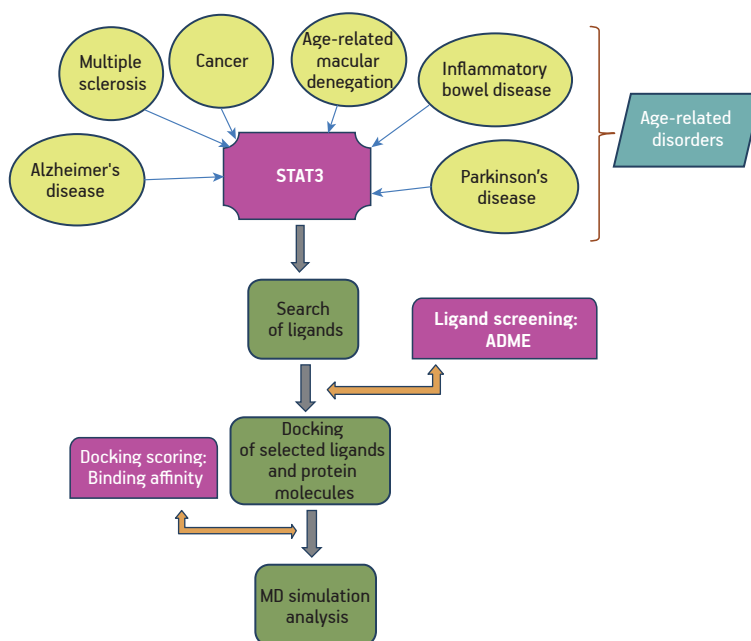 Multiple
sclerosis
Cancer
Age-related
macular
denegation
Inflammatory
bowel disease
Age-related
disorders
Alzheimer's
disease
STAT3
Parkinson’s
disease
Search
of ligands
Ligand screening:
ADME
Docking
of selected ligands
and protein
molecules
Docking scoring:
Binding affinity
MD simulation
analysis